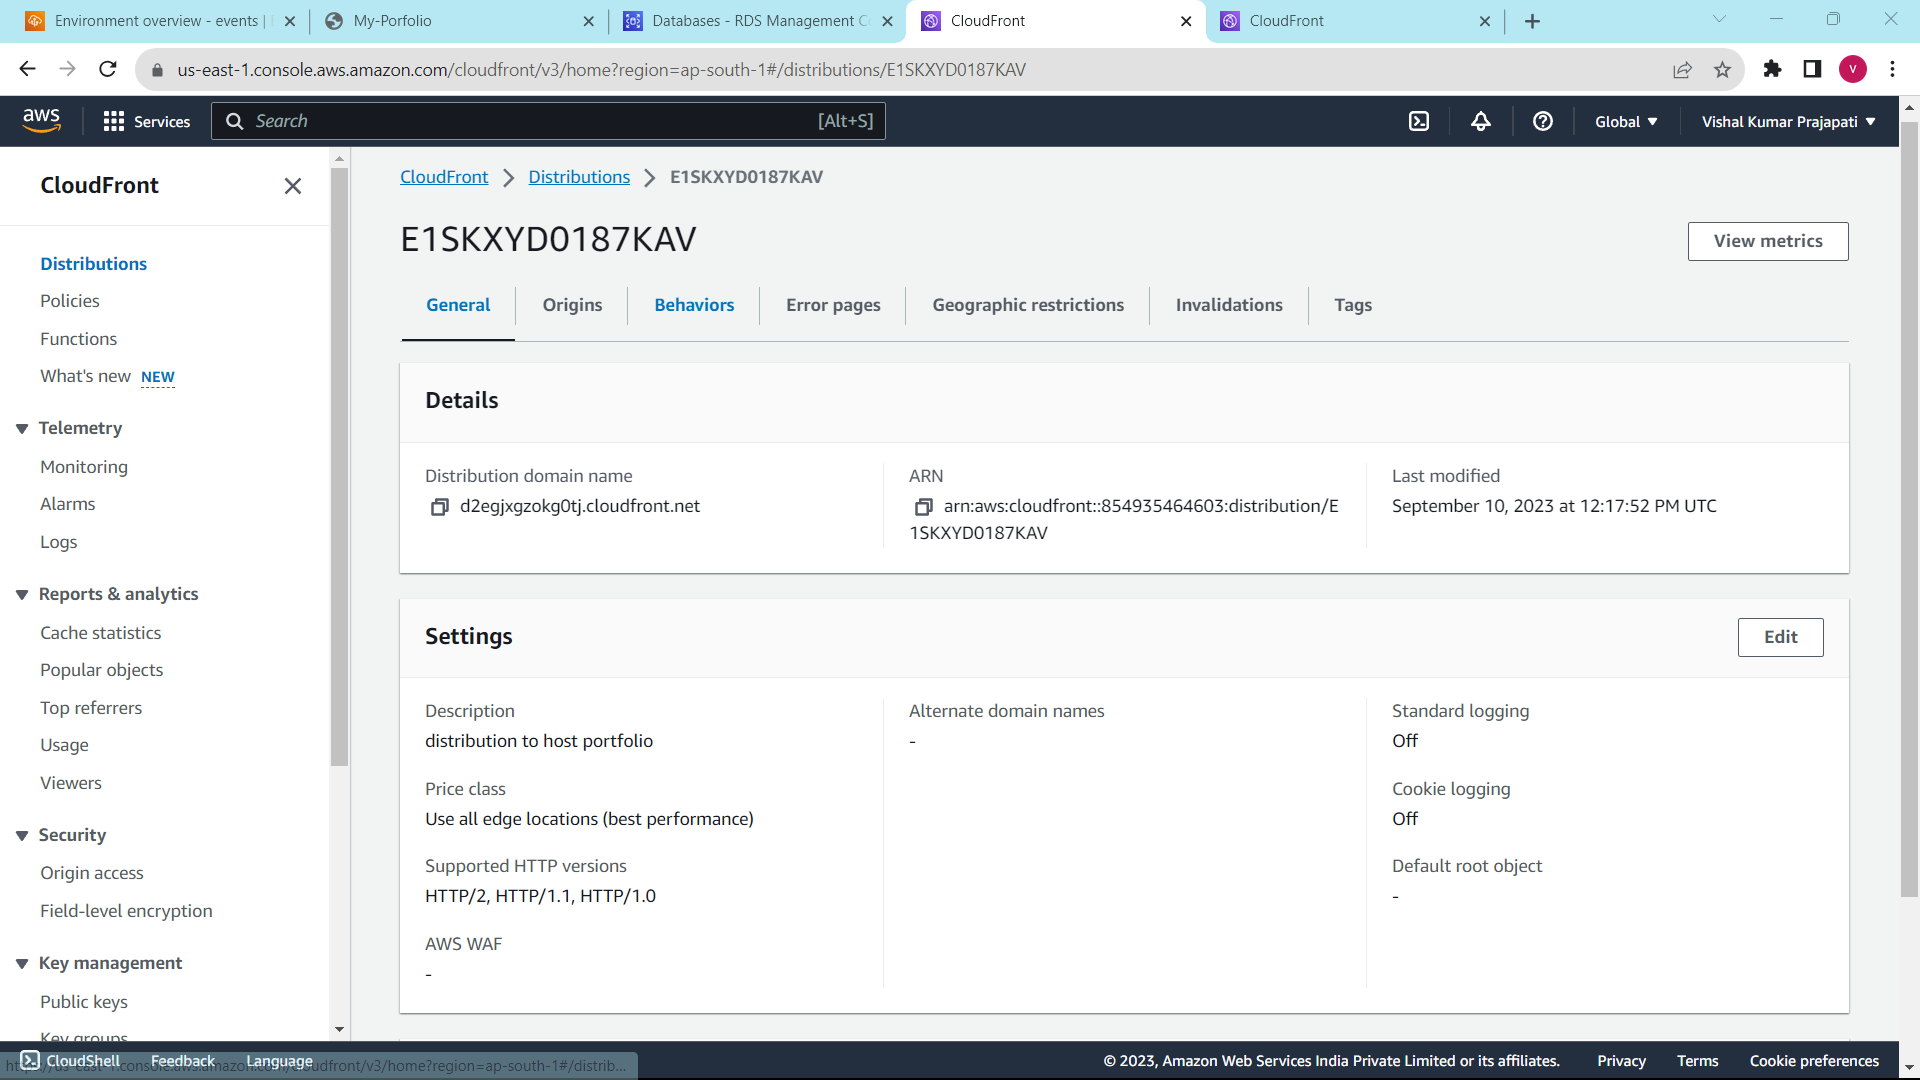 Environment overview - events |
My-Porfolio
Databases - RDS Management Co
CloudFront
CloudFront
us-east-1.console.aws.amazon.com/cloudfront/v3/home?region=ap-south-1#/distributions/E1SKXYD0187KAV
V
aws
Services
Search
[Alt+S]
Global
Vishal Kumar Prajapati
CloudFront
Distributions
Policies
Functions
What's new NEW
Telemetry
Monitoring
Alarms
Logs
Reports & analytics
Cache statistics
Popular objects
Top referrers
Usage
Viewers
Security
Origin access
Field-level encryption
Key management
Public keys
Key groups
CloudFront > Distributions > E1SKXYD0187KAV
E1SKXYD0187KAV
View metrics
General
Origins
Behaviors
Error pages
Geographic restrictions
Invalidations
Tags
Details
Distribution domain name
d2egjxgzokg0tj.cloudfront.net
ARN
arn:aws:cloudfront::854935464603:distribution/E
1SKXYD0187KAV
Last modified
September 10, 2023 at 12:17:52 PM UTC
Settings
Edit
Description
distribution to host portfolio
Price class
Use all edge locations (best performance)
Supported HTTP versions
HTTP/2, HTTP/1.1, HTTP/1.0
AWS WAF
-
Alternate domain names
-
Standard logging
Off
Cookie logging
Off
Default root object
-
CloudShell
Feedback
Language
https://us-east-1.console.aws.amazon.com/cloudfront/v3/home?region=ap-south-1#/distrib...
© 2023, Amazon Web Services India Private Limited or its affiliates.
Privacy
Terms
Cookie preferences